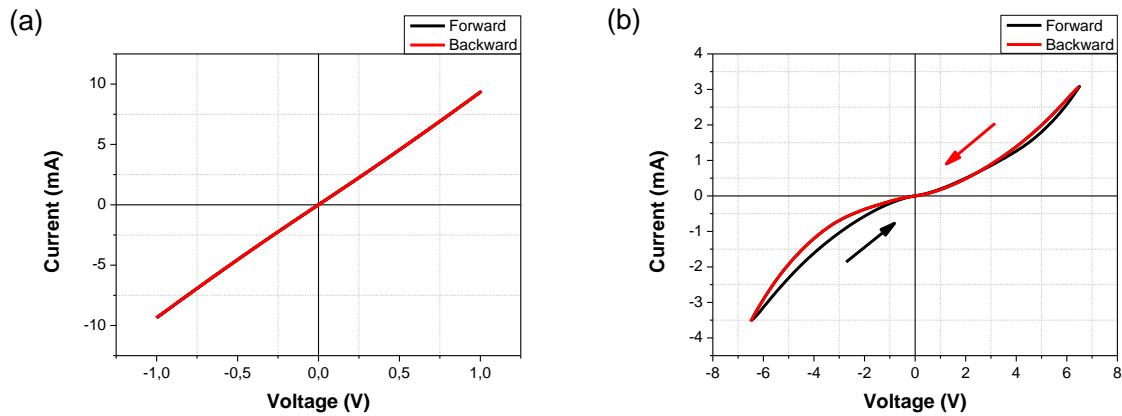 (a)
Forward
Backward
10
5
0
-5
-10
-1,0 -0,5 0,0 0,5 1,0
Current (mA)
Voltage (V)
(b)
Forward
Backward
4
3
2
1
0
-1
-2
-3
-4
-8 -6 -4 -2 0 2 4 6 8
Current (mA)
Voltage (V)